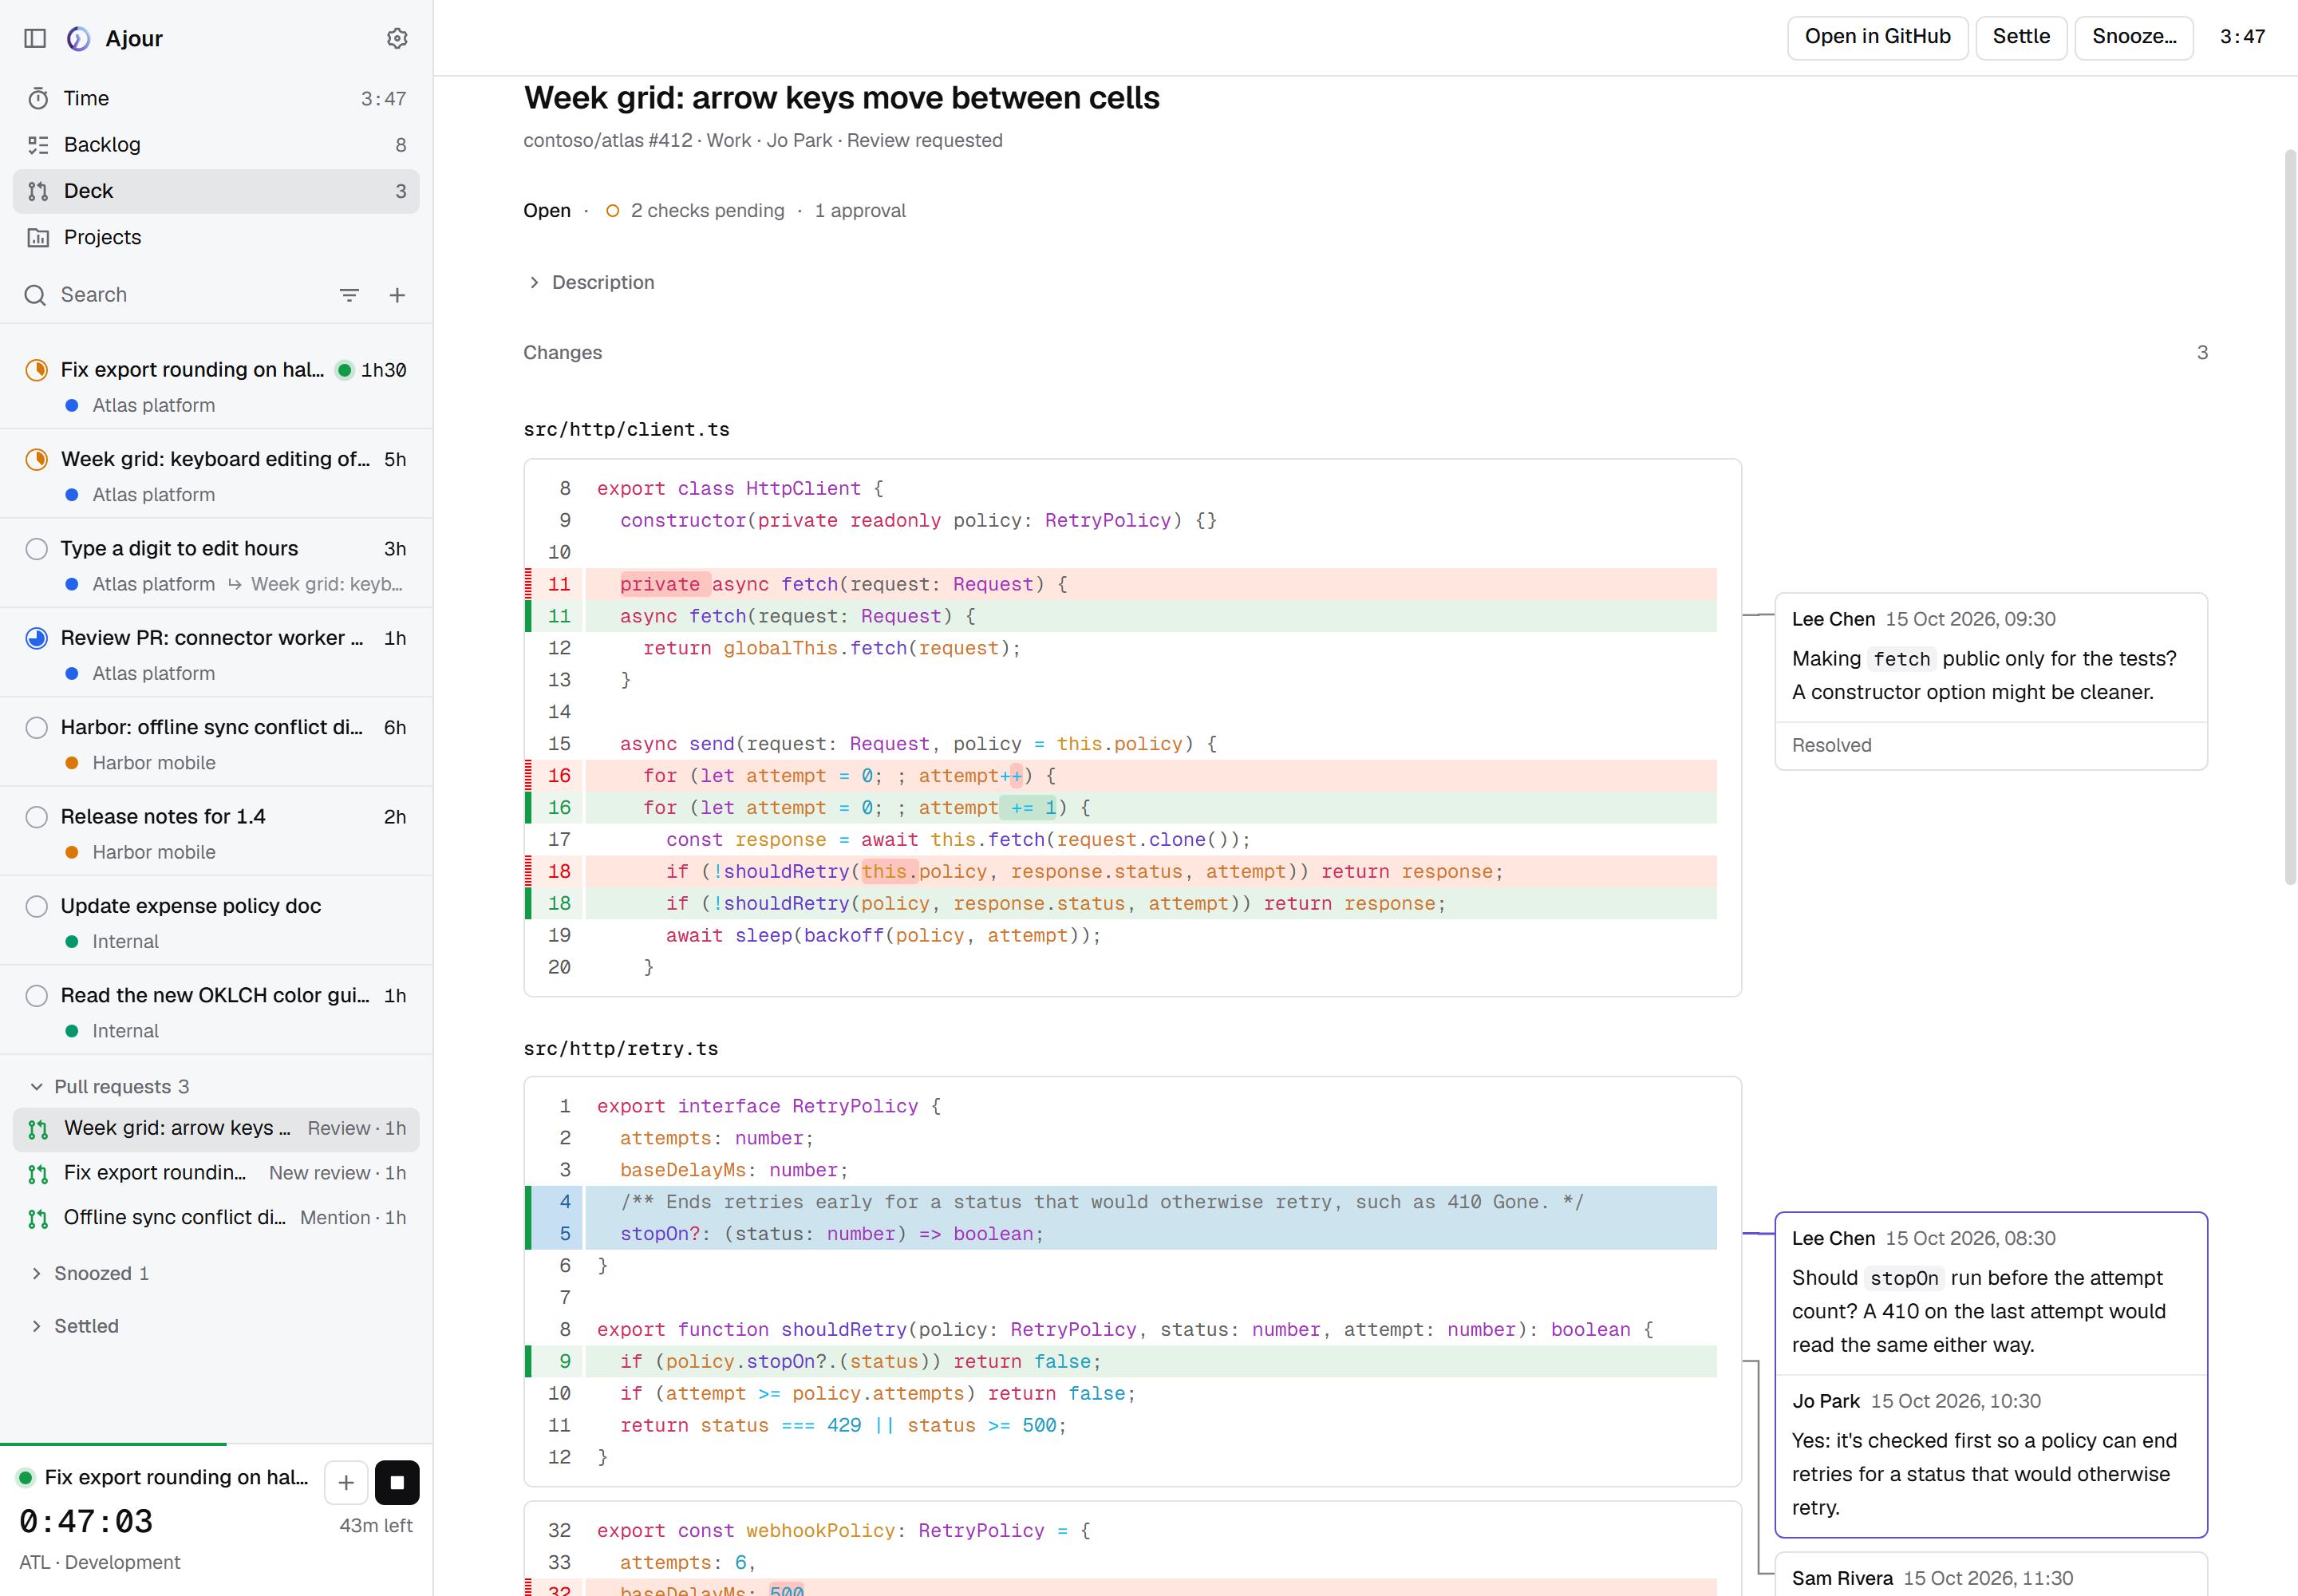 Ajour
Time 3:47
Backlog 8
Deck 3
Projects
Search
Fix export rounding on hal... 1h30
Atlas platform
Week grid: keyboard editing of... 5h
Atlas platform
Type a digit to edit hours 3h
Atlas platform ↳ Week grid: keyb...
Review PR: connector worker ... 1h
Atlas platform
Harbor: offline sync conflict di... 6h
Harbor mobile
Release notes for 1.4 2h
Harbor mobile
Update expense policy doc
Internal
Read the new OKLCH color gui... 1h
Internal
Pull requests 3
Week grid: arrow keys ... Review · 1h
Fix export roundin... New review · 1h
Offline sync conflict di... Mention · 1h
Snoozed 1
Settled
Fix export rounding on hal...
0:47:03 43m left
ATL · Development
Open in GitHub Settle Snooze... 3:47
Week grid: arrow keys move between cells
contoso/atlas #412 · Work · Jo Park · Review requested
Open · 2 checks pending · 1 approval
Description
Changes 3
src/http/client.ts
8 export class HttpClient {
9 constructor(private readonly policy: RetryPolicy) {}
10
11 private async fetch(request: Request) {
11 async fetch(request: Request) {
12 return globalThis.fetch(request);
13 }
14
15 async send(request: Request, policy = this.policy) {
16 for (let attempt = 0; ; attempt++) {
16 for (let attempt = 0; ; attempt += 1) {
17 const response = await this.fetch(request.clone());
18 if (!shouldRetry(this.policy, response.status, attempt)) return response;
18 if (!shouldRetry(policy, response.status, attempt)) return response;
19 await sleep(backoff(policy, attempt));
20 }
Lee Chen 15 Oct 2026, 09:30
Making fetch public only for the tests?
A constructor option might be cleaner.
Resolved
src/http/retry.ts
1 export interface RetryPolicy {
2 attempts: number;
3 baseDelayMs: number;
4 /** Ends retries early for a status that would otherwise retry, such as 410 Gone. */
5 stopOn?: (status: number) => boolean;
6 }
7
8 export function shouldRetry(policy: RetryPolicy, status: number, attempt: number): boolean {
9 if (policy.stopOn?.(status)) return false;
10 if (attempt >= policy.attempts) return false;
11 return status === 429 || status >= 500;
12 }
Lee Chen 15 Oct 2026, 08:30
Should stopOn run before the attempt
count? A 410 on the last attempt would
read the same either way.
Jo Park 15 Oct 2026, 10:30
Yes: it's checked first so a policy can end
retries for a status that would otherwise
retry.
32 export const webhookPolicy: RetryPolicy = {
33 attempts: 6,
32 baseDelayMs: 500
Sam Rivera 15 Oct 2026, 11:30